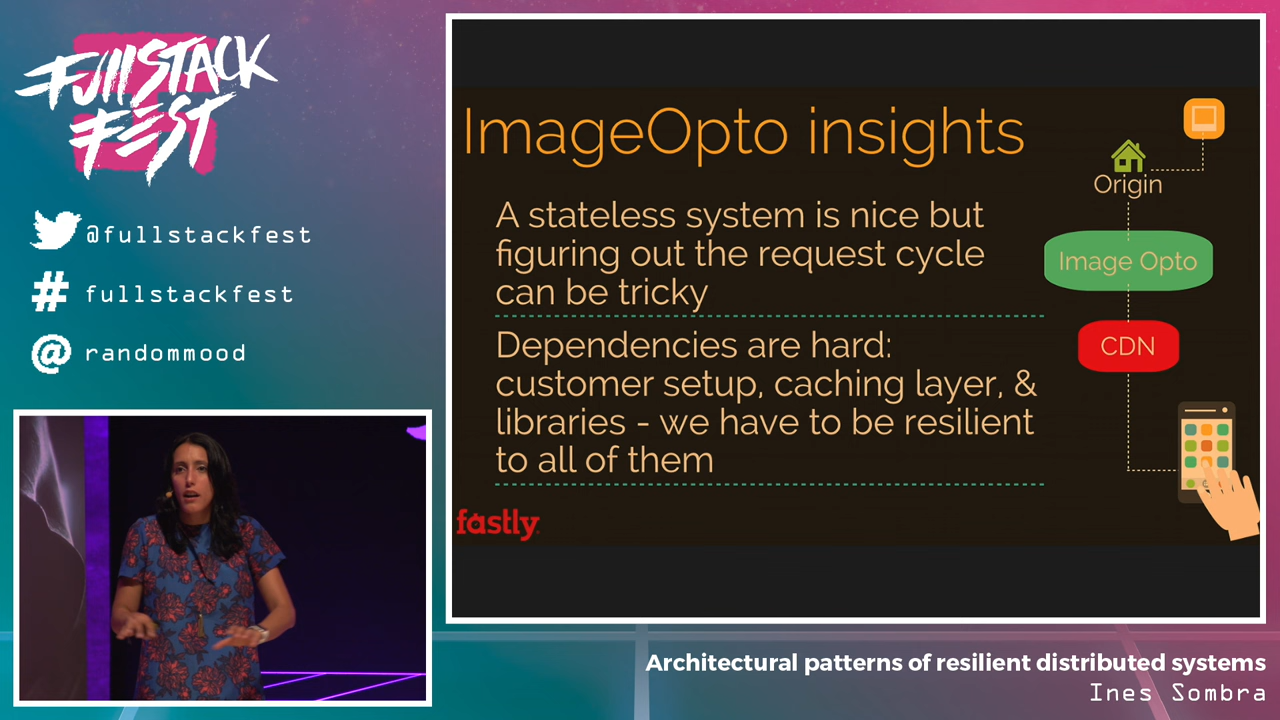 FullSTACK
FEST
@fullstackfest
# fullstackfest
@ randommood
ImageOpto insights
A stateless system is nice but
figuring out the request cycle
can be tricky
Dependencies are hard:
customer setup, caching layer, &
libraries - we have to be resilient
to all of them
fastly
Origin
Image Opto
CDN
Architectural patterns of resilient distributed systems
Ines Sombra